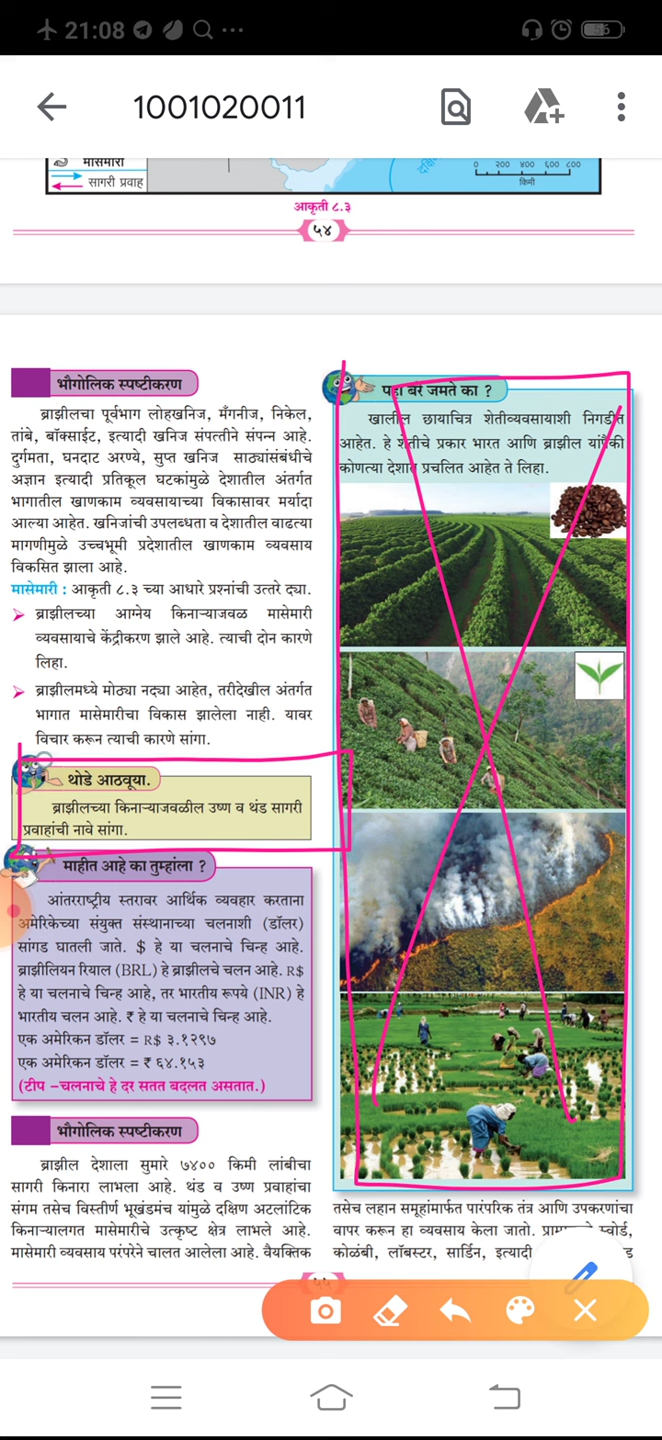 21:08
56
1001020011
मासेमारी
सागरी प्रवाह
० २०० ४०० ६०० ८००
किमी
आकृती ८.३
५४
भौगोलिक स्पष्टीकरण
ब्राझीलचा पूर्वभाग लोहखनिज, मँगनीज, निकेल,
तांबे, बॉक्साईट, इत्यादी खनिज संपत्तीने संपन्न आहे.
दुर्गमता, घनदाट अरण्ये, सुप्त खनिज साठ्यांसंबंधीचे
अज्ञान इत्यादी प्रतिकूल घटकांमुळे देशातील अंतर्गत
भागातील खाणकाम व्यवसायाच्या विकासावर मर्यादा
आल्या आहेत. खनिजांची उपलब्धता व देशातील वाढत्या
मागणीमुळे उच्चभूमी प्रदेशातील खाणकाम व्यवसाय
विकसित झाला आहे.
मासेमारी : आकृती ८.३ च्या आधारे प्रश्नांची उत्तरे द्या.
➤ ब्राझीलच्या आग्नेय किनाऱ्याजवळ मासेमारी
व्यवसायाचे केंद्रीकरण झाले आहे. त्याची दोन कारणे
लिहा.
➤ ब्राझीलमध्ये मोठ्या नद्या आहेत, तरीदेखील अंतर्गत
भागात मासेमारीचा विकास झालेला नाही. यावर
विचार करून त्याची कारणे सांगा.
थोडे आठवूया.
ब्राझीलच्या किनाऱ्याजवळील उष्ण व थंड सागरी
प्रवाहांची नावे सांगा.
माहीत आहे का तुम्हांला ?
आंतरराष्ट्रीय स्तरावर आर्थिक व्यवहार करताना
अमेरिकेच्या संयुक्त संस्थानाच्या चलनाशी (डॉलर)
सांगड घातली जाते. $ हे या चलनाचे चिन्ह आहे.
ब्राझीलियन रियाल (BRL) हे ब्राझीलचे चलन आहे. R$
हे या चलनाचे चिन्ह आहे, तर भारतीय रूपये (INR) हे
भारतीय चलन आहे. ₹ हे या चलनाचे चिन्ह आहे.
एक अमेरिकन डॉलर = R$ ३.१२९७
एक अमेरिकन डॉलर = ₹ ६४.१५३
(टीप –चलनाचे हे दर सतत बदलत असतात.)
भौगोलिक स्पष्टीकरण
ब्राझील देशाला सुमारे ७४०० किमी लांबीचा
सागरी किनारा लाभला आहे. थंड व उष्ण प्रवाहांचा
संगम तसेच विस्तीर्ण भूखंडमंच यांमुळे दक्षिण अटलांटिक
किनाऱ्यालगत मासेमारीचे उत्कृष्ट क्षेत्र लाभले आहे.
मासेमारी व्यवसाय परंपरेने चालत आलेला आहे. वैयक्तिक
पहा बरे जमते का ?
खालील छायाचित्र शेतीव्यवसायाशी निगडीत
आहेत. हे शेतीचे प्रकार भारत आणि ब्राझील यांपैकी
कोणत्या देशात प्रचलित आहेत ते लिहा.
तसेच लहान समूहांमार्फत पारंपरिक तंत्र आणि उपकरणांचा
वापर करून हा व्यवसाय केला जातो. स्वोर्ड,
कोळंबी, लॉबस्टर, सार्डिन, इत्यादी